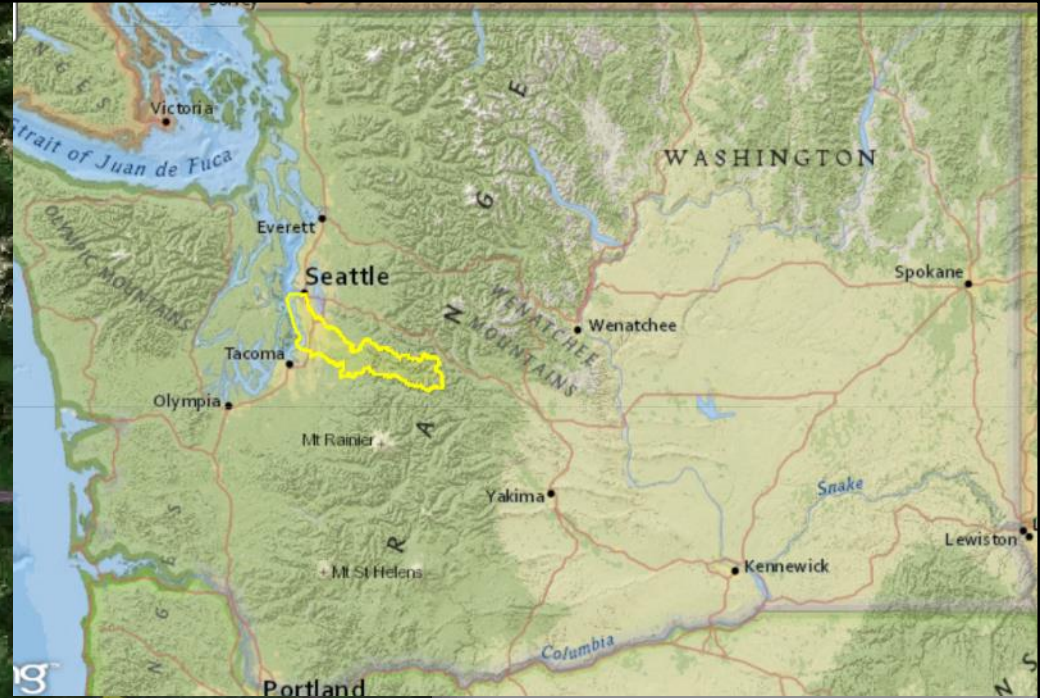 N G E S
Victoria
Strait of Juan de Fuca
WASHINGTON
E
G
OLYMPIC MOUNTAINS
Everett
Seattle
Spokane
N
WENATCHEE
MOUNTAINS
Wenatchee
Tacoma
Olympia
Mt Rainier
A
Yakima
Snake
S
E
R
Lewiston
L
Mt St Helens
Kennewick
G
N
Columbia
S
N
Portland